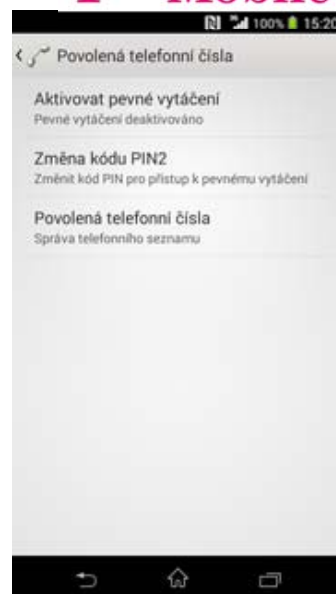 Mobile
100% 15:20
Povolená telefonní čísla
Aktivovat pevné vytáčení
Pevné vytáčení deaktivováno
Změna kódu PIN2
Změnit kód PIN pro přístup k pevnému vytáčení
Povolená telefonní čísla
Správa telefonního seznamu